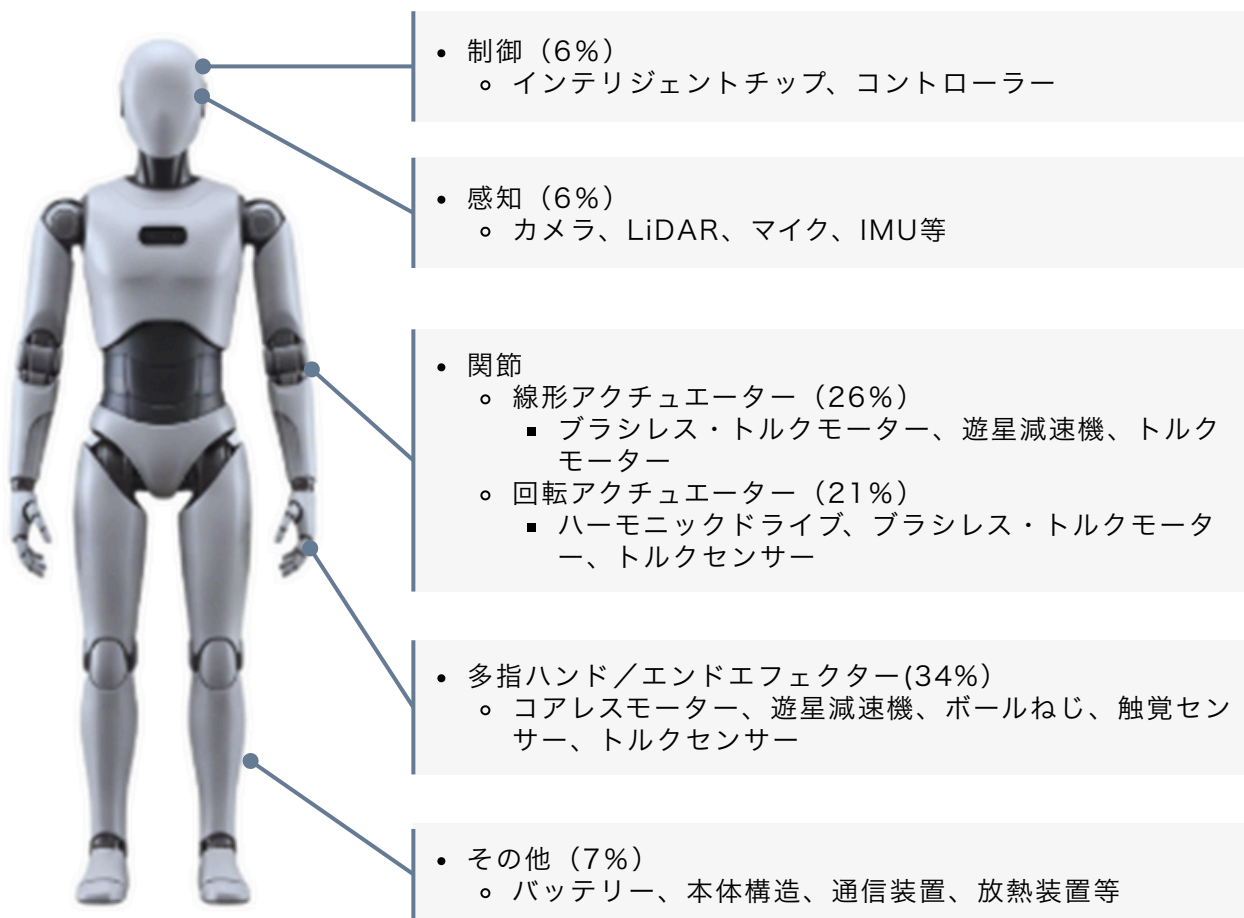 制御（6%）
インテリジェントチップ、コントローラー
感知（6%）
カメラ、LiDAR、マイク、IMU等
関節
線形アクチュエーター（26%）
ブラシレス・トルクモーター、遊星減速機、トルク
モーター
回転アクチュエーター（21%）
ハーモニックドライブ、ブラシレス・トルクモータ
ー、トルクセンサー
多指ハンド／エンドエフェクター(34%）
コアレスモーター、遊星減速機、ボールねじ、触覚セン
サー、トルクセンサー
その他（7%）
バッテリー、本体構造、通信装置、放熱装置等